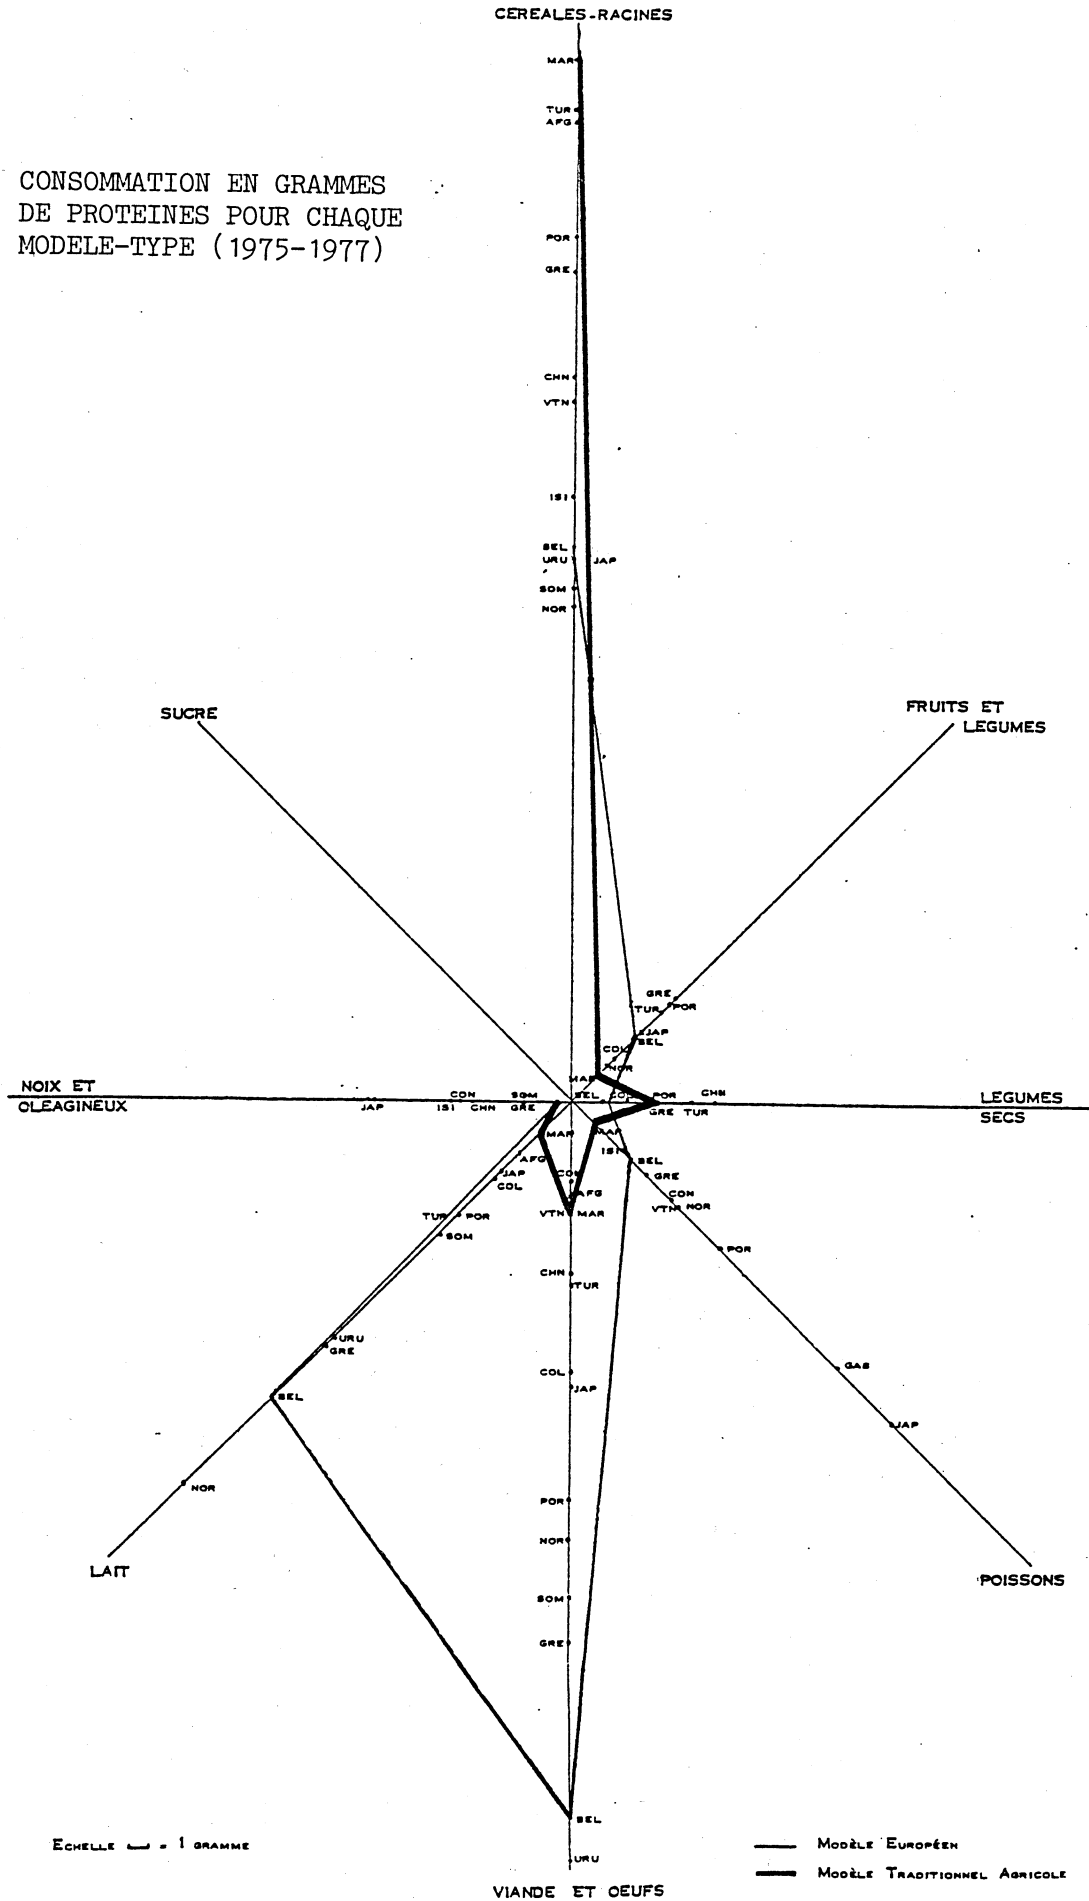 CEREALES-RACINES
MAR
TUR
AFG
CONSOMMATION EN GRAMMES
DE PROTEINES POUR CHAQUE
MODELE-TYPE (1975-1977)
POR
GRE
CHN
VTN
ISI
BEL
URU
JAP
SOM
NOR
SUCRE
FRUITS ET
LEGUMES
GRE
TUR POR
JAP
BEL
COL
NOR
MAR
NOIX ET
OLEAGINEUX
CON SOM
JAP ISI CHN GRE
BEL COL POR CHN
GRE TUR
LEGUMES
SECS
MAR
MAR
ISI
BEL
AFG
JAP
COL
GRE
CON
CON
AFG
VTN NOR
VTN MAR
TUR POR
SOM
POR
CHN
TUR
URU
GRE
COL
JAP
GAB
BEL
JAP
NOR
POR
NOR
LAIT
POISSONS
SOM
GRE
BEL
ECHELLE = 1 GRAMME
MODÈLE EUROPÉEN
URU
MODÈLE TRADITIONNEL AGRICOLE
VIANDE ET OEUFS